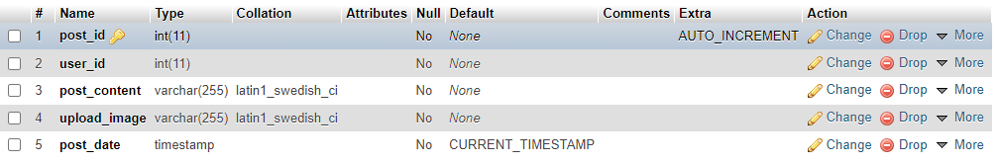 # Name Type Collation Attributes Null Default Comments Extra Action
1 post_id int(11) No None AUTO_INCREMENT Change Drop More
2 user_id int(11) No None Change Drop More
3 post_content varchar(255) latin1_swedish_ci No None Change Drop More
4 upload_image varchar(255) latin1_swedish_ci No None Change Drop More
5 post_date timestamp No CURRENT_TIMESTAMP Change Drop More